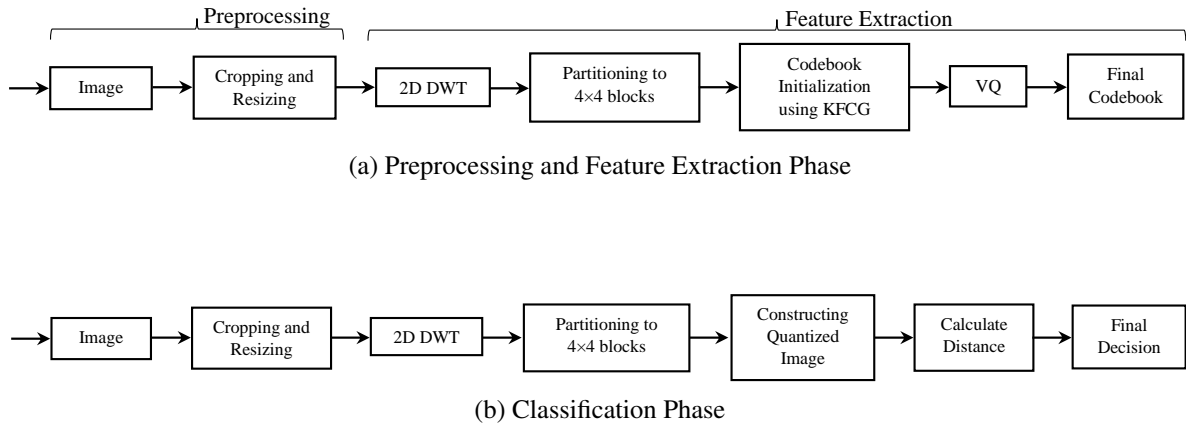 Preprocessing
Feature Extraction
Image
Cropping and
Resizing
2D DWT
Partitioning to
4×4 blocks
Codebook
Initialization
using KFCG
VQ
Final
Codebook
(a) Preprocessing and Feature Extraction Phase
Image
Cropping and
Resizing
2D DWT
Partitioning to
4×4 blocks
Constructing
Quantized
Image
Calculate
Distance
Final
Decision
(b) Classification Phase